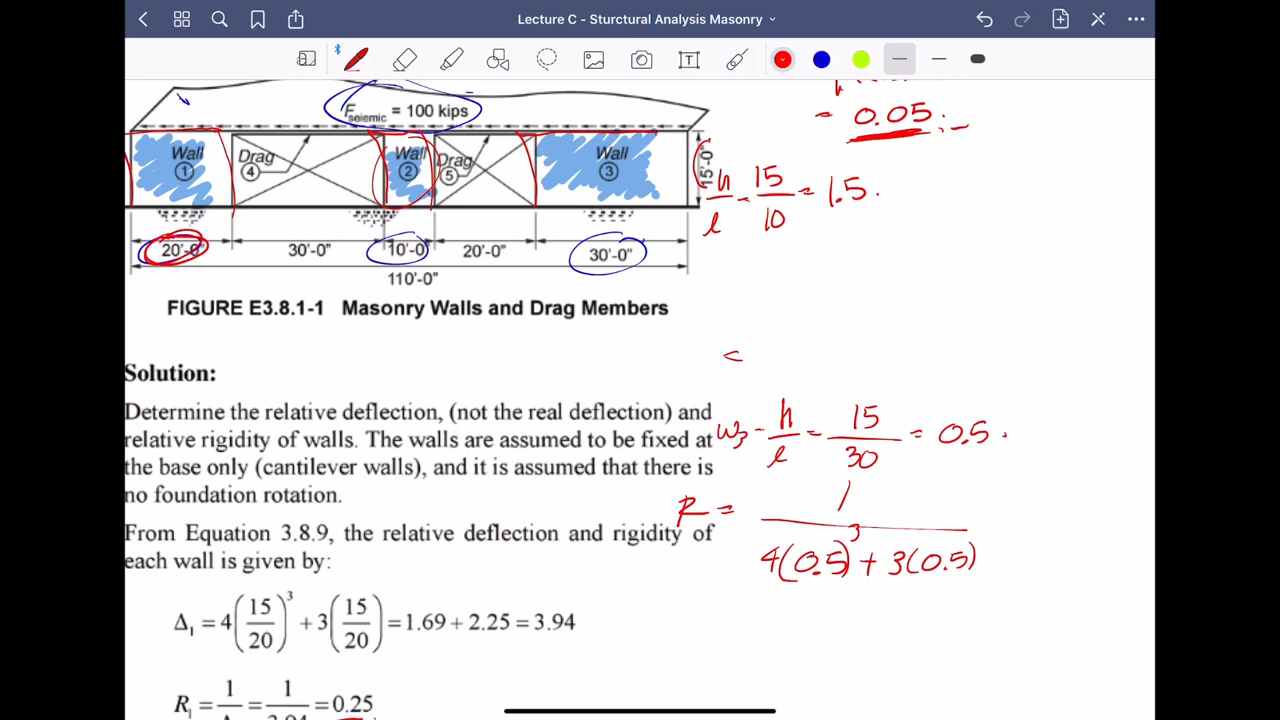 Lecture C - Sturctural Analysis Masonry
F seiemic = 100 kips
Wall 1
Drag 4
Wall 2
Drag 5
Wall 3
15'-0"
20'-0"
30'-0"
10'-0
20'-0"
30'-0"
110'-0"
FIGURE E3.8.1-1 Masonry Walls and Drag Members
= 0.05
h/l = 15/10 = 1.5
=
W3 - h/l = 15/30 = 0.5
R = 1/(4(0.5)³ + 3(0.5))
Solution:
Determine the relative deflection, (not the real deflection) and
relative rigidity of walls. The walls are assumed to be fixed at
the base only (cantilever walls), and it is assumed that there is
no foundation rotation.
From Equation 3.8.9, the relative deflection and rigidity of
each wall is given by:
Δ₁ = 4(15/20)³ + 3(15/20) = 1.69 + 2.25 = 3.94
R₁ = 1/Δ = 1/3.94 = 0.25